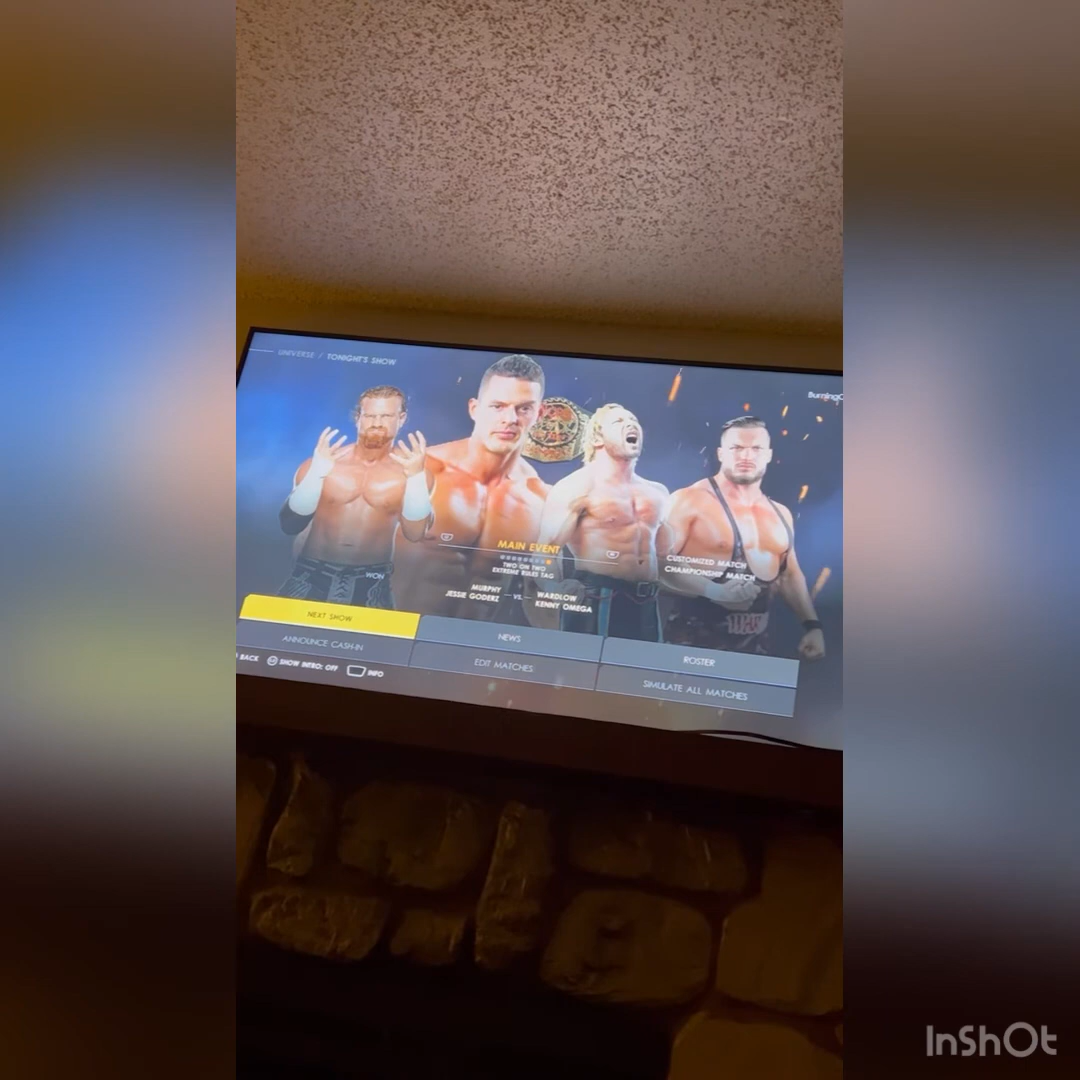 UNIVERSE / TONIGHT'S SHOW
MAIN EVENT
TWO ON TWO
EXTREME RULES TAG
MURPHY
JESSIE GODERZ
VS.
WARDLOW
KENNY OMEGA
CUSTOMIZED MATCH
CHAMPIONSHIP MATCH
WON
NEXT SHOW
NEWS
ROSTER
ANNOUNCE CASH-IN
EDIT MATCHES
SIMULATE ALL MATCHES
BACK
SHOW INTRO: OFF
INFO
InShOt